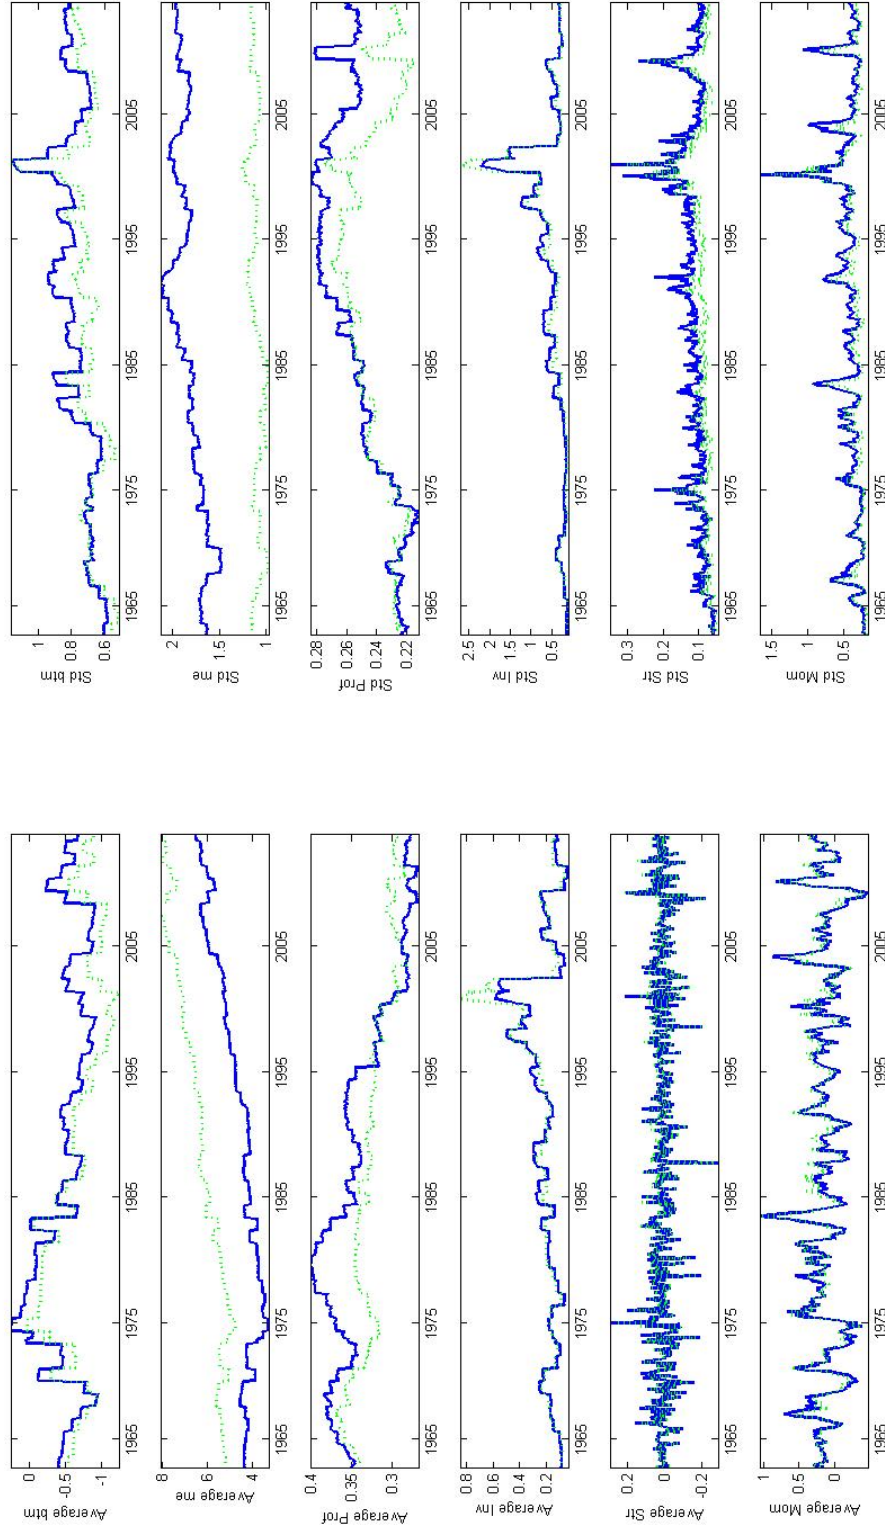 Average btm
0
-0.5
-1
1965 1975 1985 1995 2005
Std btm
1
0.8
0.6
1965 1975 1985 1995 2005
Average me
8
6
4
1965 1975 1985 1995 2005
Std me
2
1.5
1
1965 1975 1985 1995 2005
Average Prof
0.4
0.35
0.3
1965 1975 1985 1995 2005
Std Prof
0.28
0.26
0.24
0.22
1965 1975 1985 1995 2005
Average Inv
0.8
0.6
0.4
0.2
1965 1975 1985 1995 2005
Std Inv
2.5
2
1.5
1
0.5
1965 1975 1985 1995 2005
Average Str
0.2
0
-0.2
1965 1975 1985 1995 2005
Std Str
0.3
0.2
0.1
1965 1975 1985 1995 2005
Average Mom
1
0.5
0
1965 1975 1985 1995 2005
Std Mom
1.5
1
0.5
1965 1975 1985 1995 2005